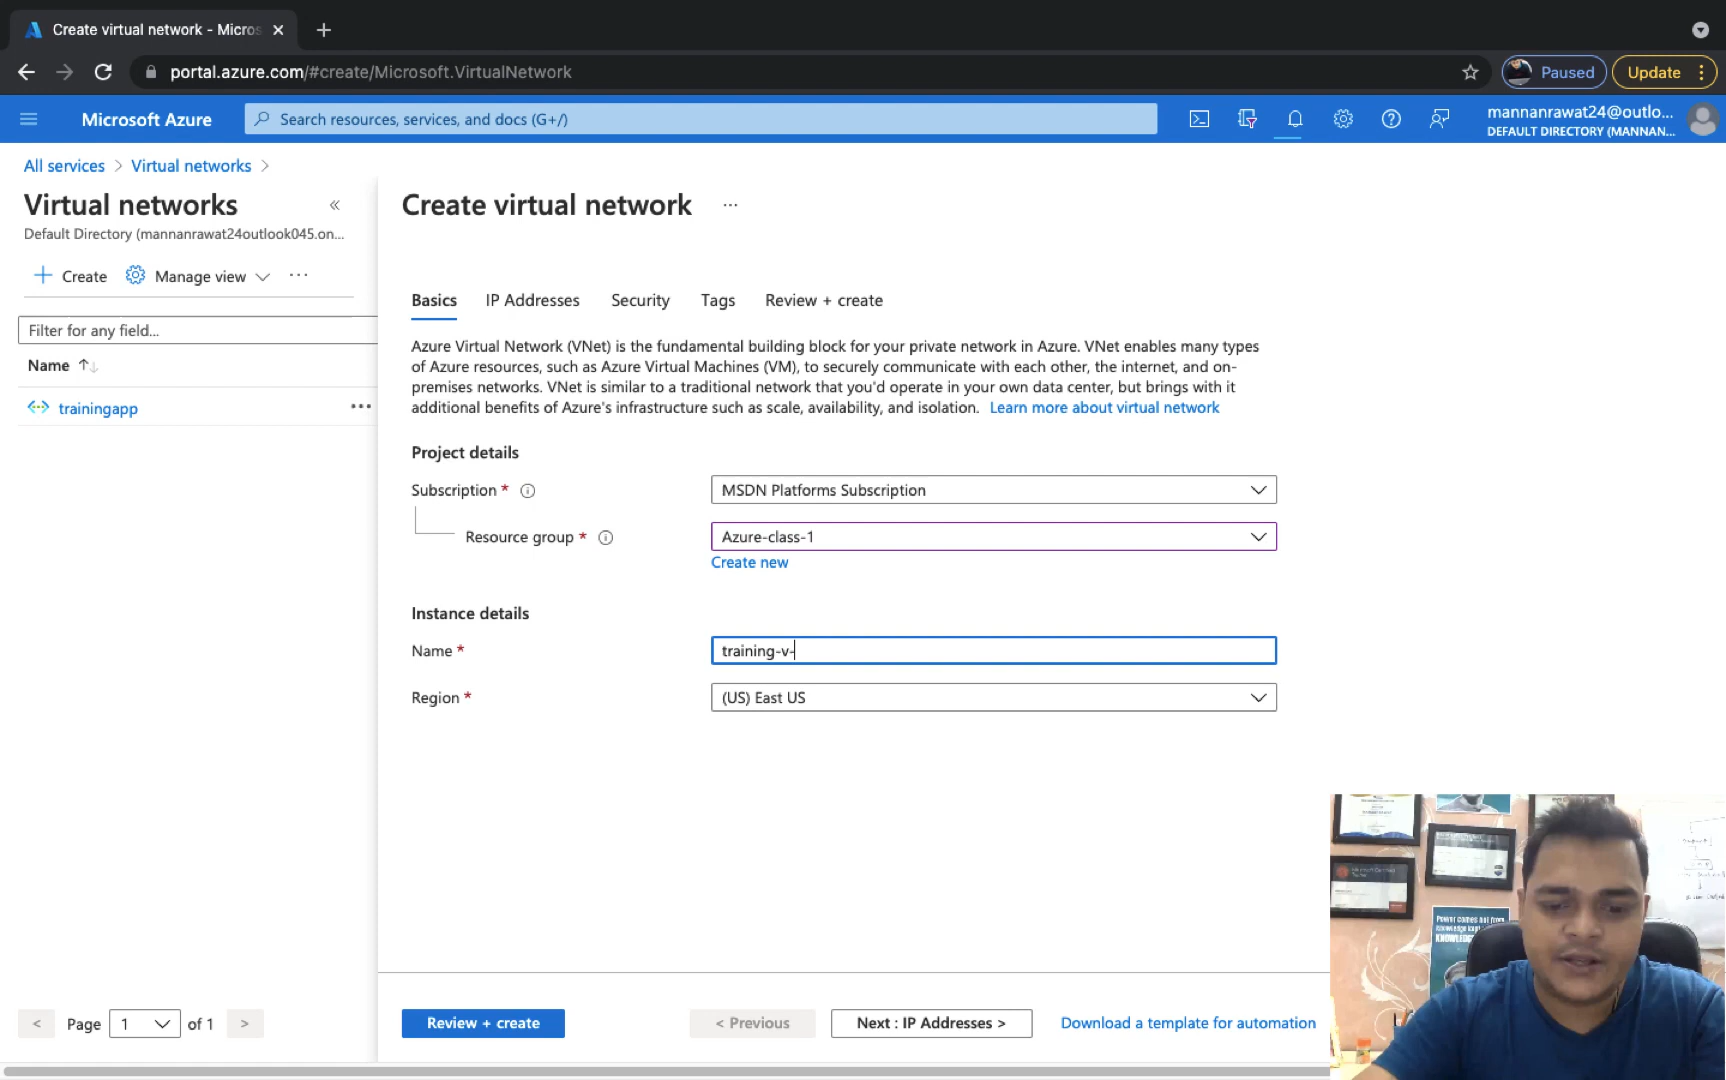 Create virtual network - Micros
portal.azure.com/#create/Microsoft.VirtualNetwork
Paused
Update
Microsoft Azure
Search resources, services, and docs (G+/)
mannanrawat24@outlo...
DEFAULT DIRECTORY (MANNAN...
All services > Virtual networks >
Virtual networks
«
Default Directory (mannanrawat24outlook045.on...
+ Create
Manage view
...
Filter for any field...
Name ↑↓
trainingapp
...
< Page 1 of 1 >
Create virtual network
...
Basics
IP Addresses
Security
Tags
Review + create
Azure Virtual Network (VNet) is the fundamental building block for your private network in Azure. VNet enables many types
of Azure resources, such as Azure Virtual Machines (VM), to securely communicate with each other, the internet, and on-
premises networks. VNet is similar to a traditional network that you'd operate in your own data center, but brings with it
additional benefits of Azure's infrastructure such as scale, availability, and isolation. Learn more about virtual network
Project details
Subscription *
MSDN Platforms Subscription
Resource group *
Azure-class-1
Create new
Instance details
Name *
training-v-
Region *
(US) East US
Review + create
< Previous
Next : IP Addresses >
Download a template for automation
Power comes not from
knowledge
KNOWLEDGE